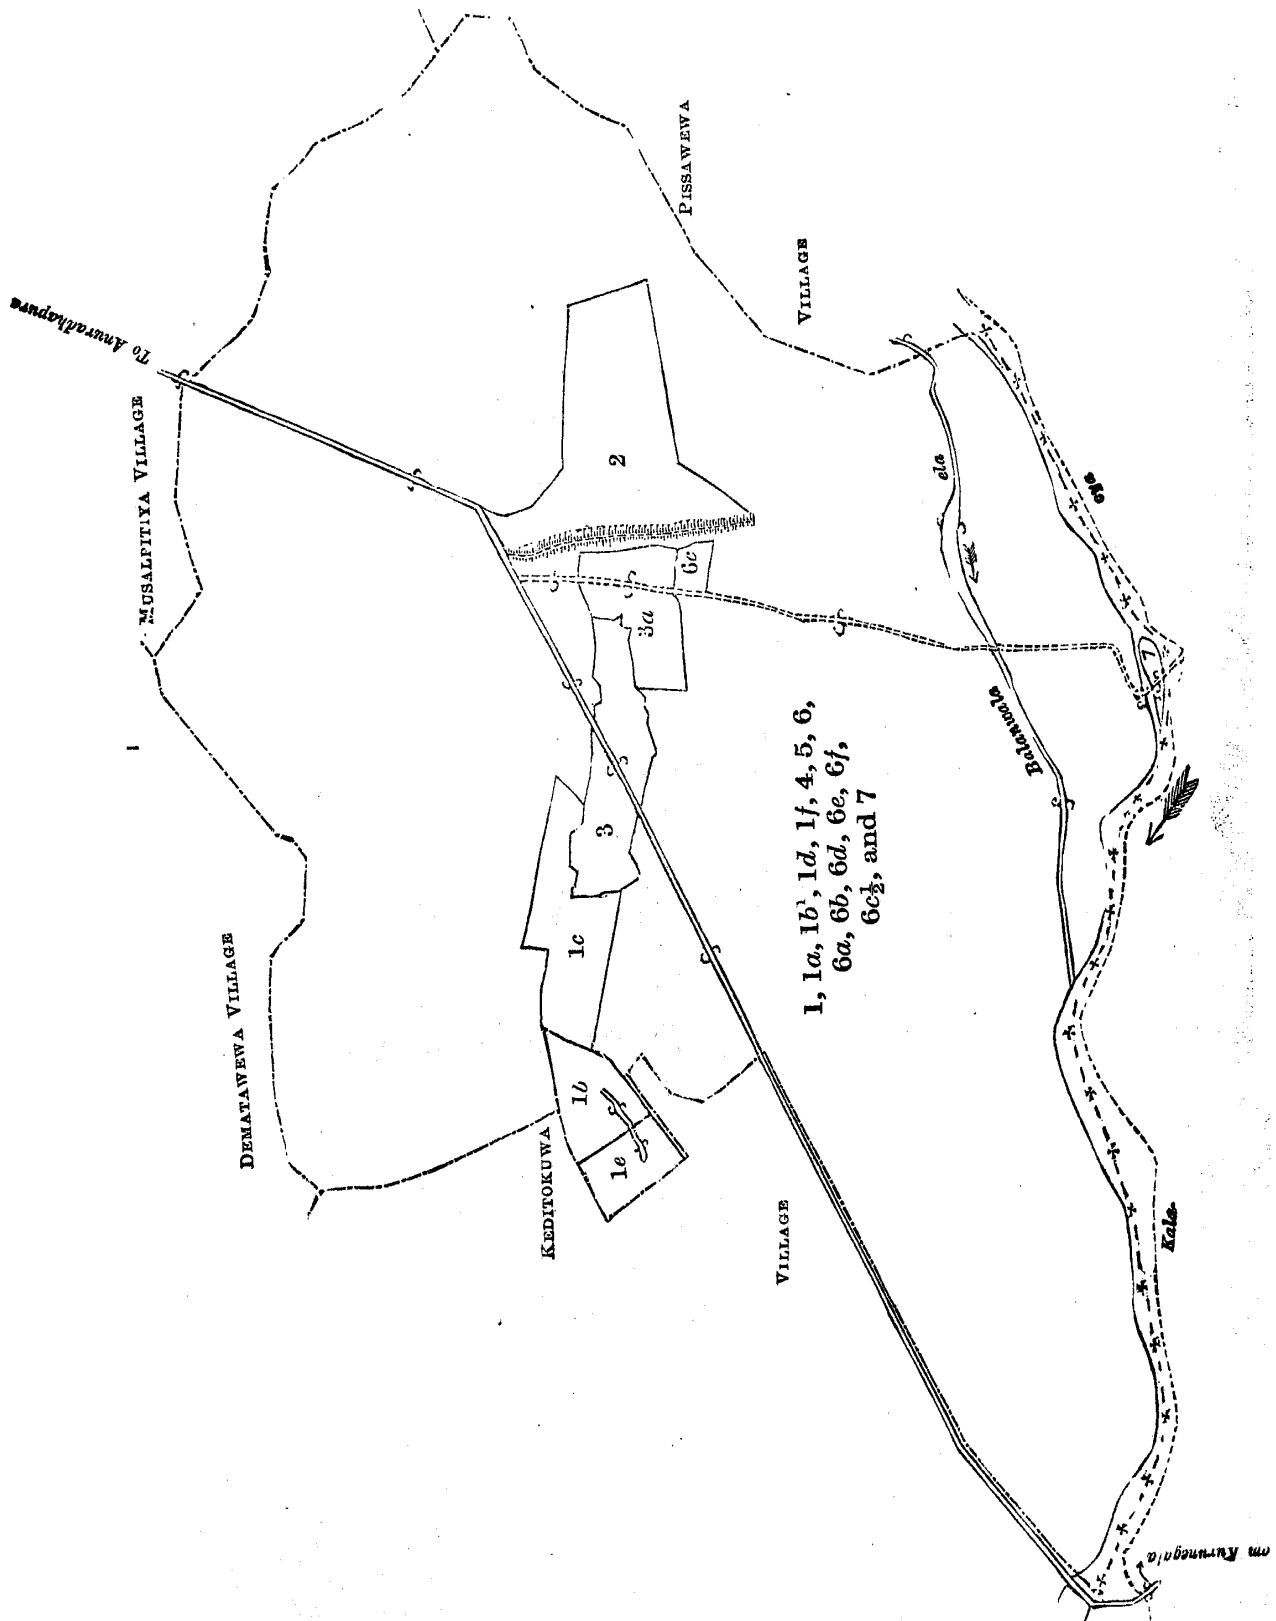 To Anuradhapura
MUSALPITIYA VILLAGE
PISSAWEWA
VILLAGE
DEMATAWEWA VILLAGE
KEDITOKUWA
VILLAGE
2
6c
3a
3
1c
1b
1e
ela
oya
7
Kala
1, 1a, 1b¹, 1d, 1f, 4, 5, 6,
6a, 6b, 6d, 6e, 6f,
6c½, and 7
om Kurunegala